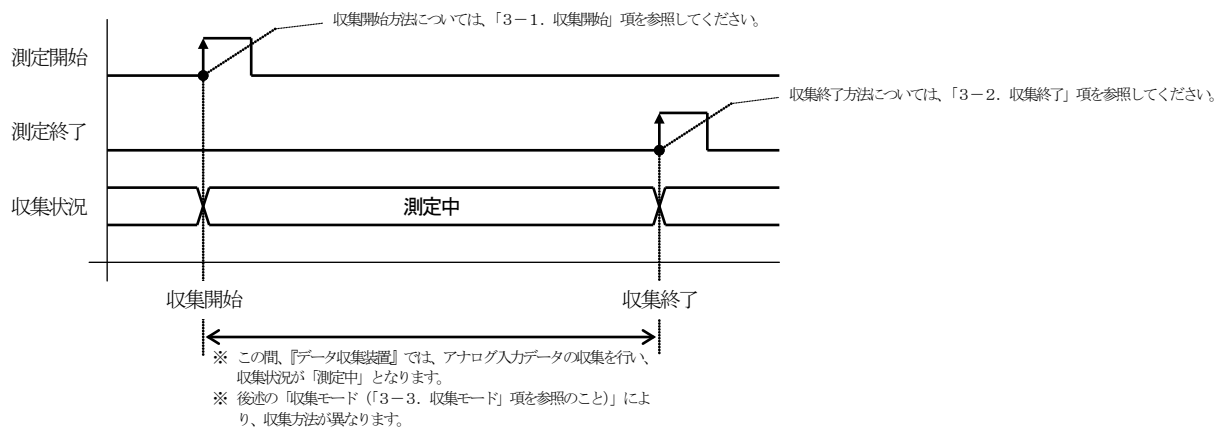 収集開始方法については、「3－1．収集開始」項を参照してください。
測定開始
収集終了方法については、「3－2．収集終了」項を参照してください。
測定終了
収集状況
測定中
収集開始
収集終了
※ この間、『データ収集装置』では、アナログ入力データの収集を行い、
収集状況が「測定中」となります。
※ 後述の「収集モード（「3－3．収集モード」項を参照のこと）」によ
り、収集方法が異なります。